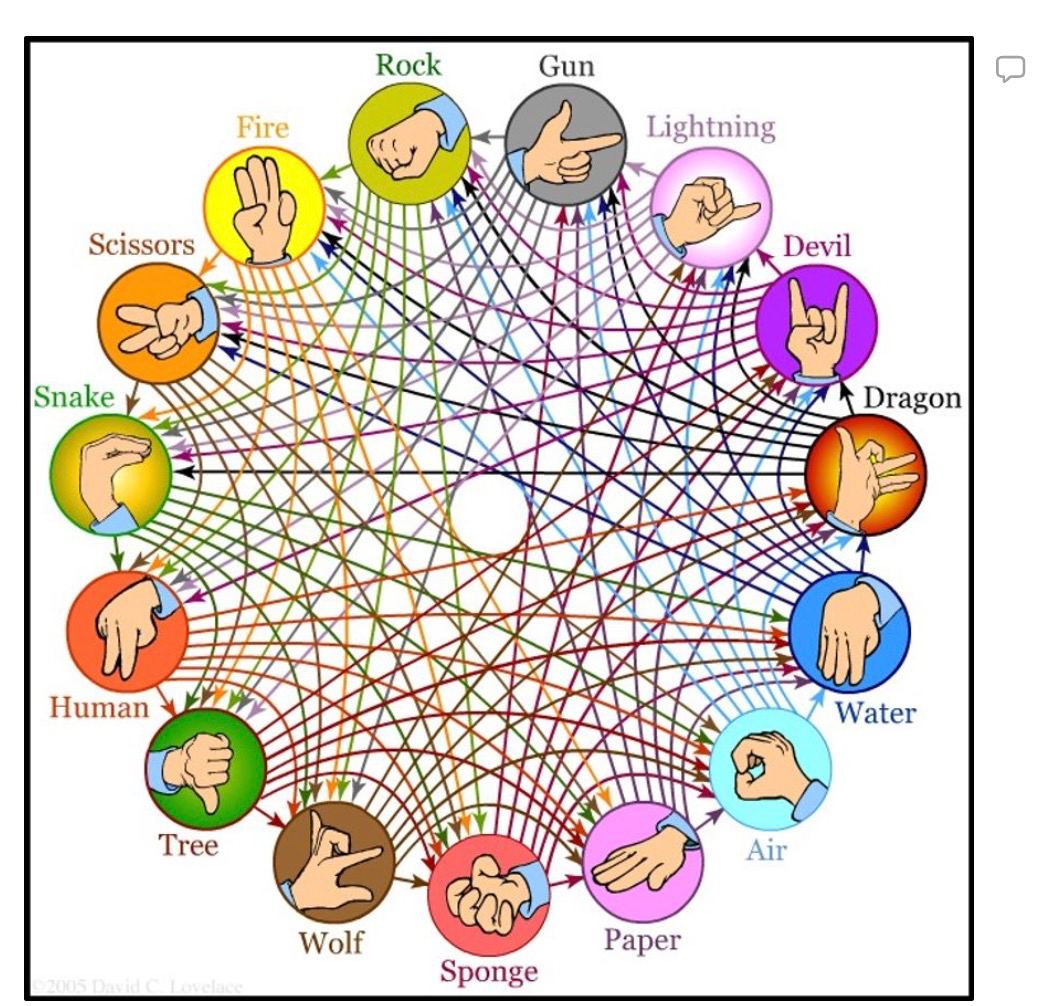 Rock
Gun
Fire
Lightning
Scissors
Devil
Snake
Dragon
Human
Water
Tree
Air
Wolf
Paper
Sponge
©2005 David C. Lovelace